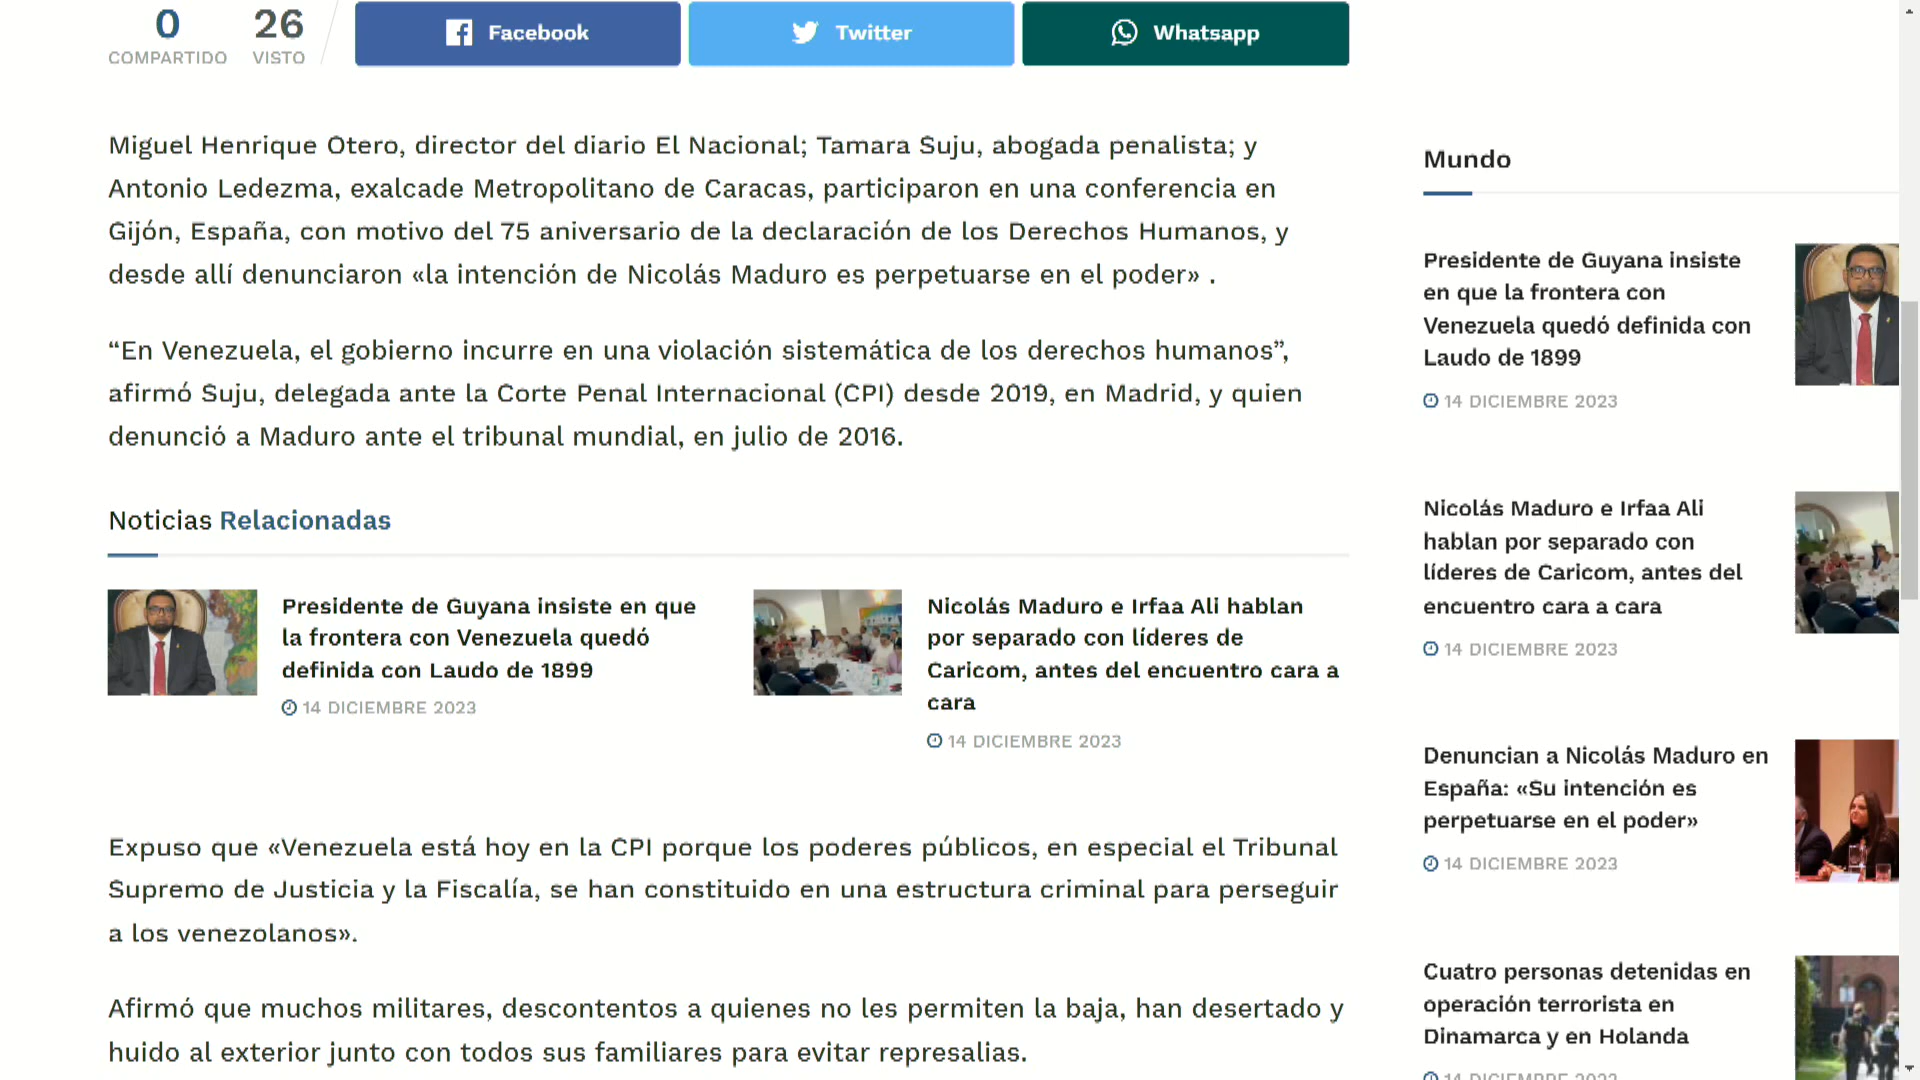 0
COMPARTIDO
26
VISTO
Facebook
Twitter
Whatsapp
Miguel Henrique Otero, director del diario El Nacional; Tamara Suju, abogada penalista; y
Antonio Ledezma, exalcade Metropolitano de Caracas, participaron en una conferencia en
Gijón, España, con motivo del 75 aniversario de la declaración de los Derechos Humanos, y
desde allí denunciaron «la intención de Nicolás Maduro es perpetuarse en el poder» .
“En Venezuela, el gobierno incurre en una violación sistemática de los derechos humanos”,
afirmó Suju, delegada ante la Corte Penal Internacional (CPI) desde 2019, en Madrid, y quien
denunció a Maduro ante el tribunal mundial, en julio de 2016.
Noticias Relacionadas
Presidente de Guyana insiste en que
la frontera con Venezuela quedó
definida con Laudo de 1899
14 DICIEMBRE 2023
Nicolás Maduro e Irfaa Ali hablan
por separado con líderes de
Caricom, antes del encuentro cara a
cara
14 DICIEMBRE 2023
Expuso que «Venezuela está hoy en la CPI porque los poderes públicos, en especial el Tribunal
Supremo de Justicia y la Fiscalía, se han constituido en una estructura criminal para perseguir
a los venezolanos».
Afirmó que muchos militares, descontentos a quienes no les permiten la baja, han desertado y
huido al exterior junto con todos sus familiares para evitar represalias.
Mundo
Presidente de Guyana insiste
en que la frontera con
Venezuela quedó definida con
Laudo de 1899
14 DICIEMBRE 2023
Nicolás Maduro e Irfaa Ali
hablan por separado con
líderes de Caricom, antes del
encuentro cara a cara
14 DICIEMBRE 2023
Denuncian a Nicolás Maduro en
España: «Su intención es
perpetuarse en el poder»
14 DICIEMBRE 2023
Cuatro personas detenidas en
operación terrorista en
Dinamarca y en Holanda
14 DICIEMBRE 2023